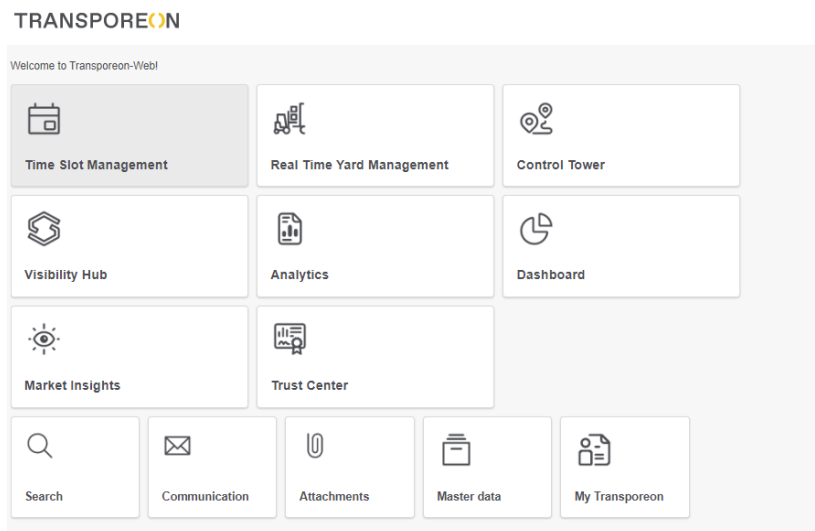 TRANSPOREON
Welcome to Transporeon-Web!
Time Slot Management
Real Time Yard Management
Control Tower
Visibility Hub
Analytics
Dashboard
Market Insights
Trust Center
Search
Communication
Attachments
Master data
My Transporeon